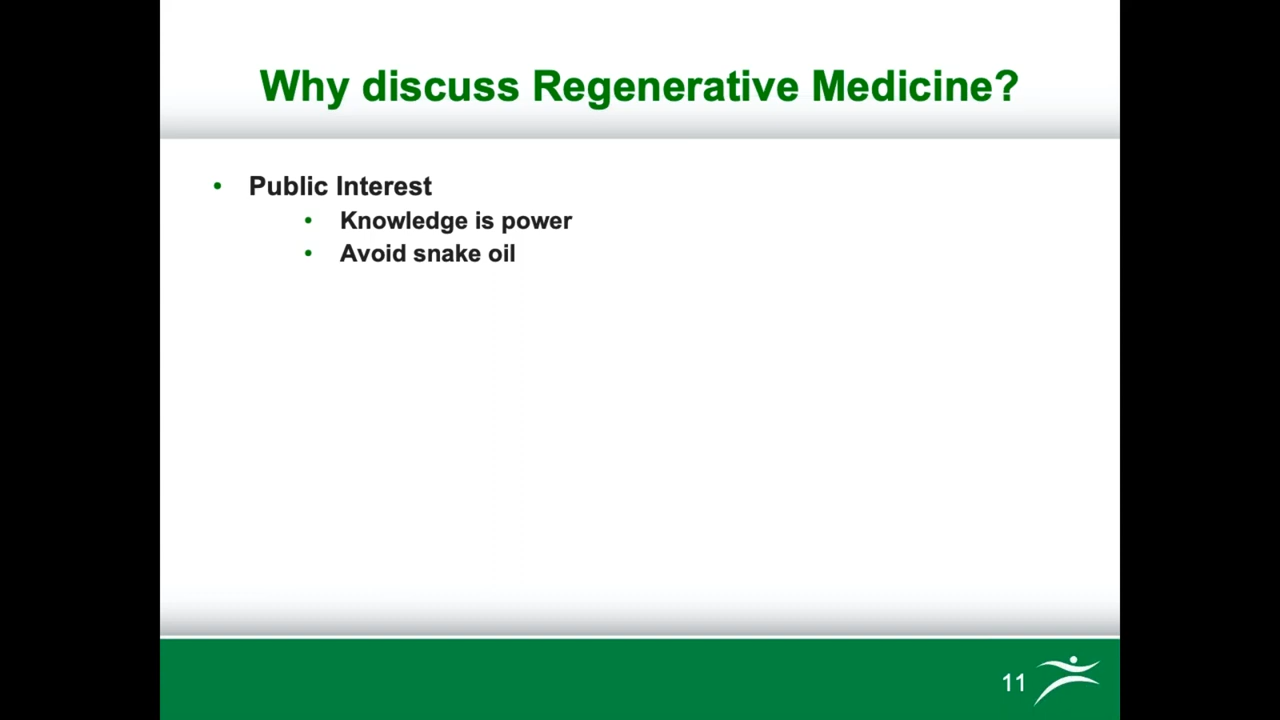 Why discuss Regenerative Medicine?
• Public Interest
• Knowledge is power
• Avoid snake oil
11